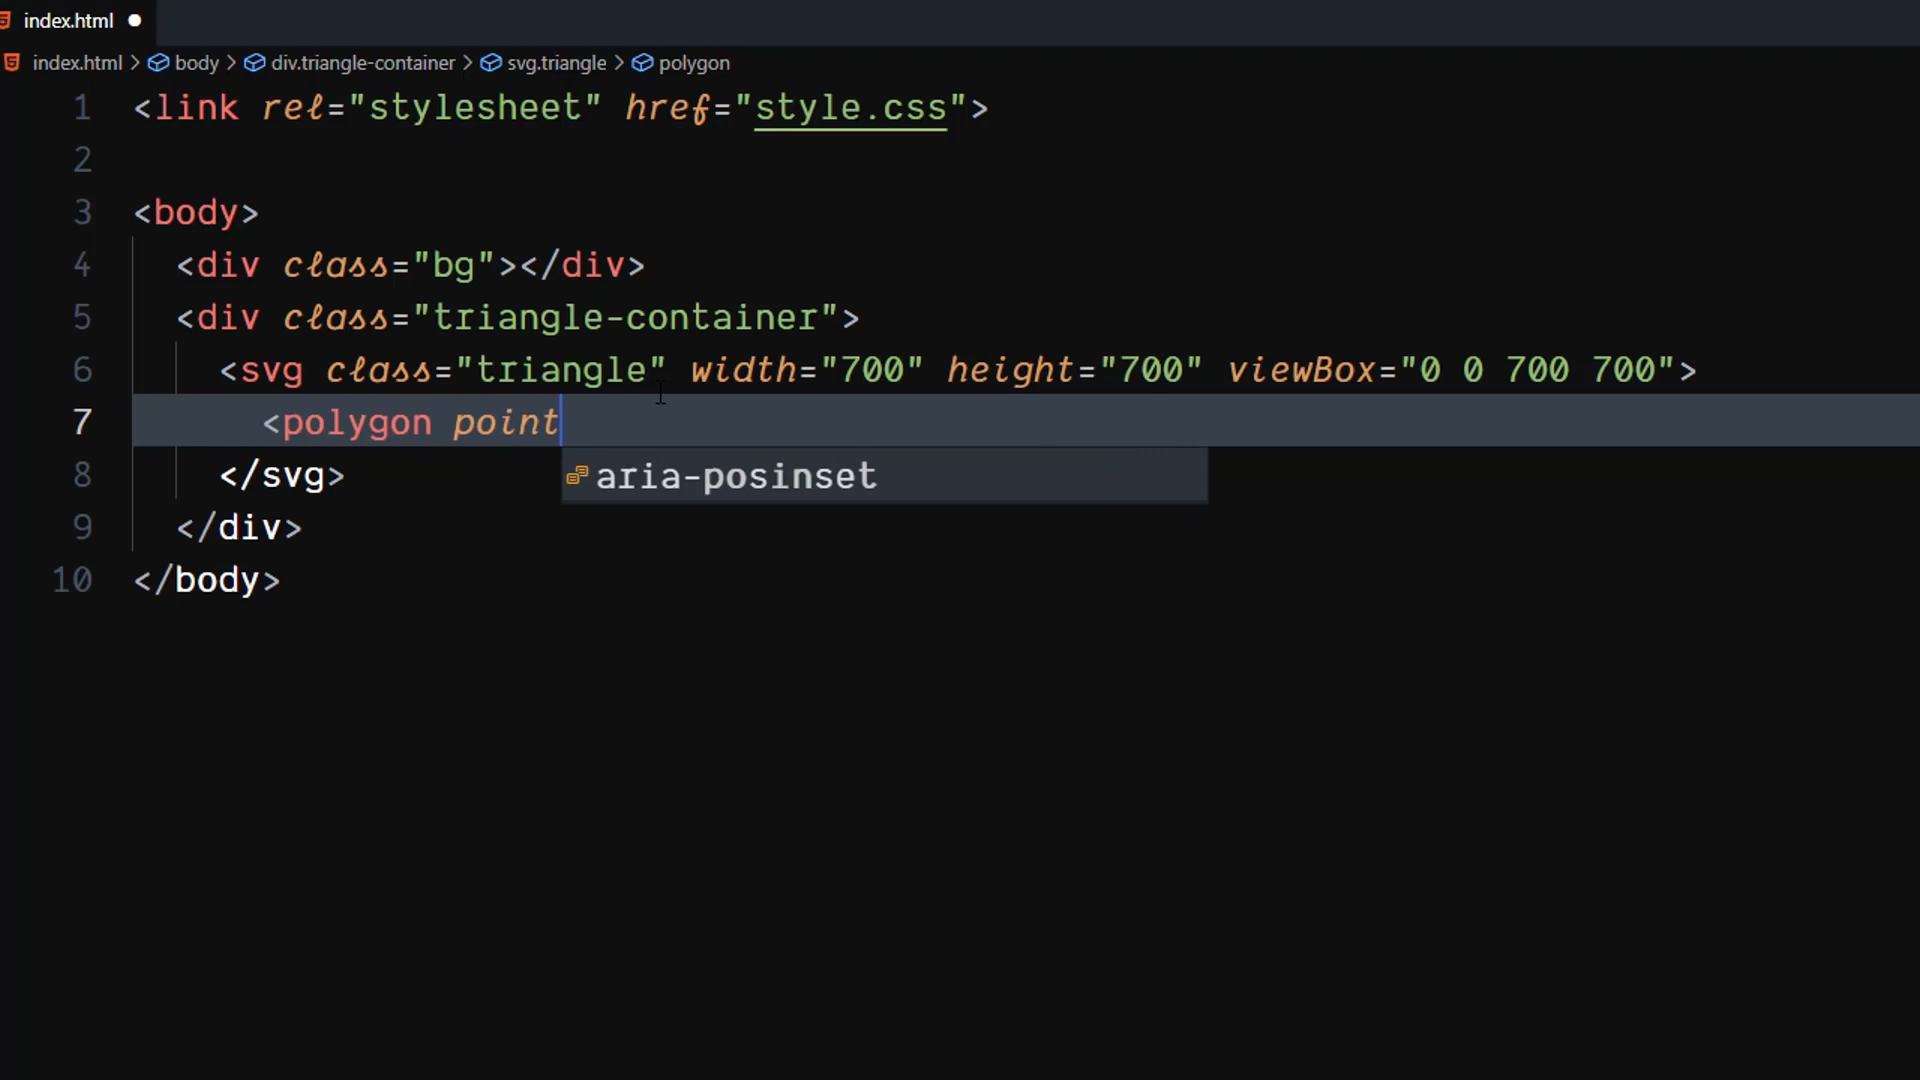 index.html
index.html > body > div.triangle-container > svg.triangle > polygon
1 <link rel="stylesheet" href="style.css">
2
3 <body>
4 <div class="bg"></div>
5 <div class="triangle-container">
6 <svg class="triangle" width="700" height="700" viewBox="0 0 700 700">
7 <polygon point
aria-posinset
8 </svg>
9 </div>
10 </body>